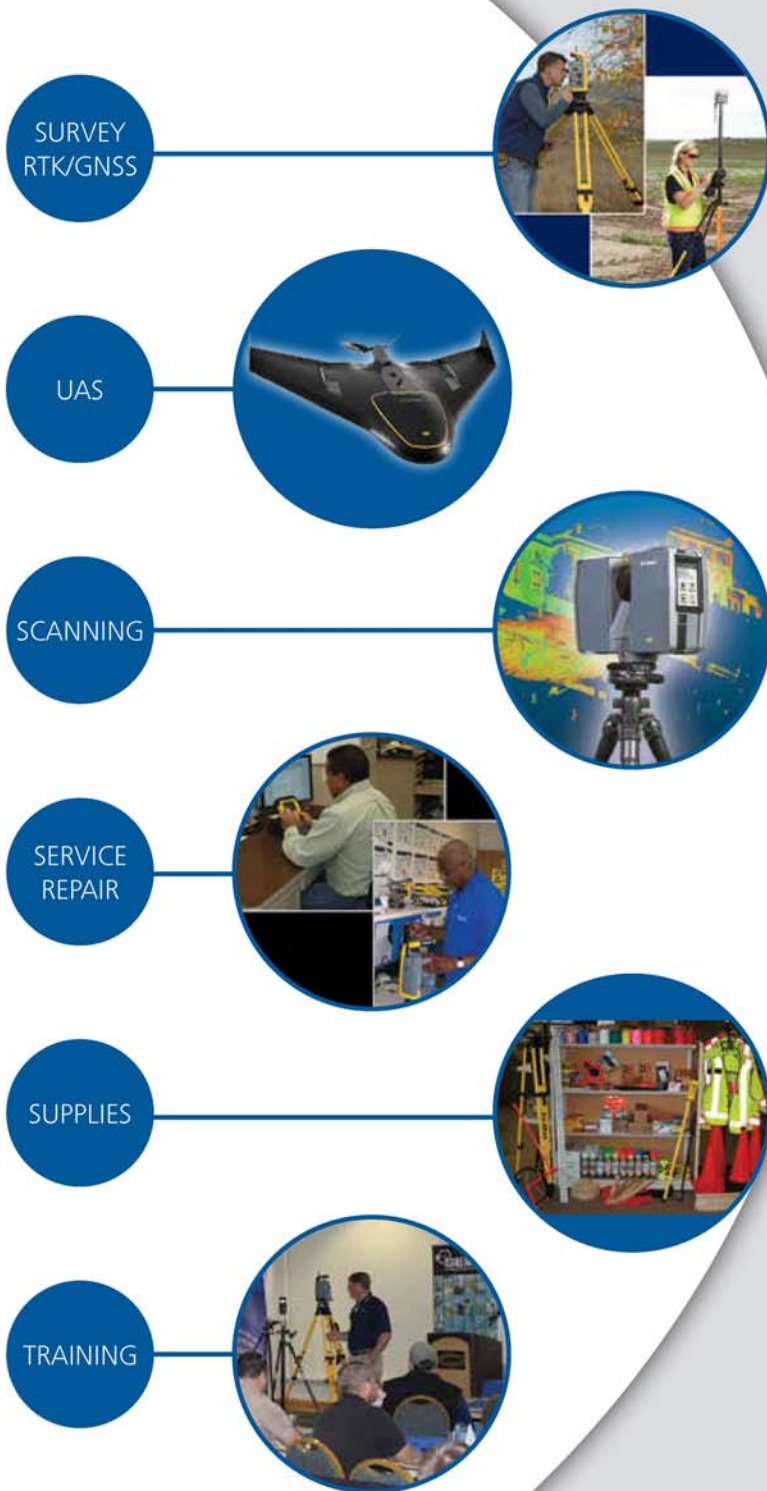 SURVEY
RTK/GNSS
UAS
SCANNING
SERVICE
REPAIR
SUPPLIES
TRAINING